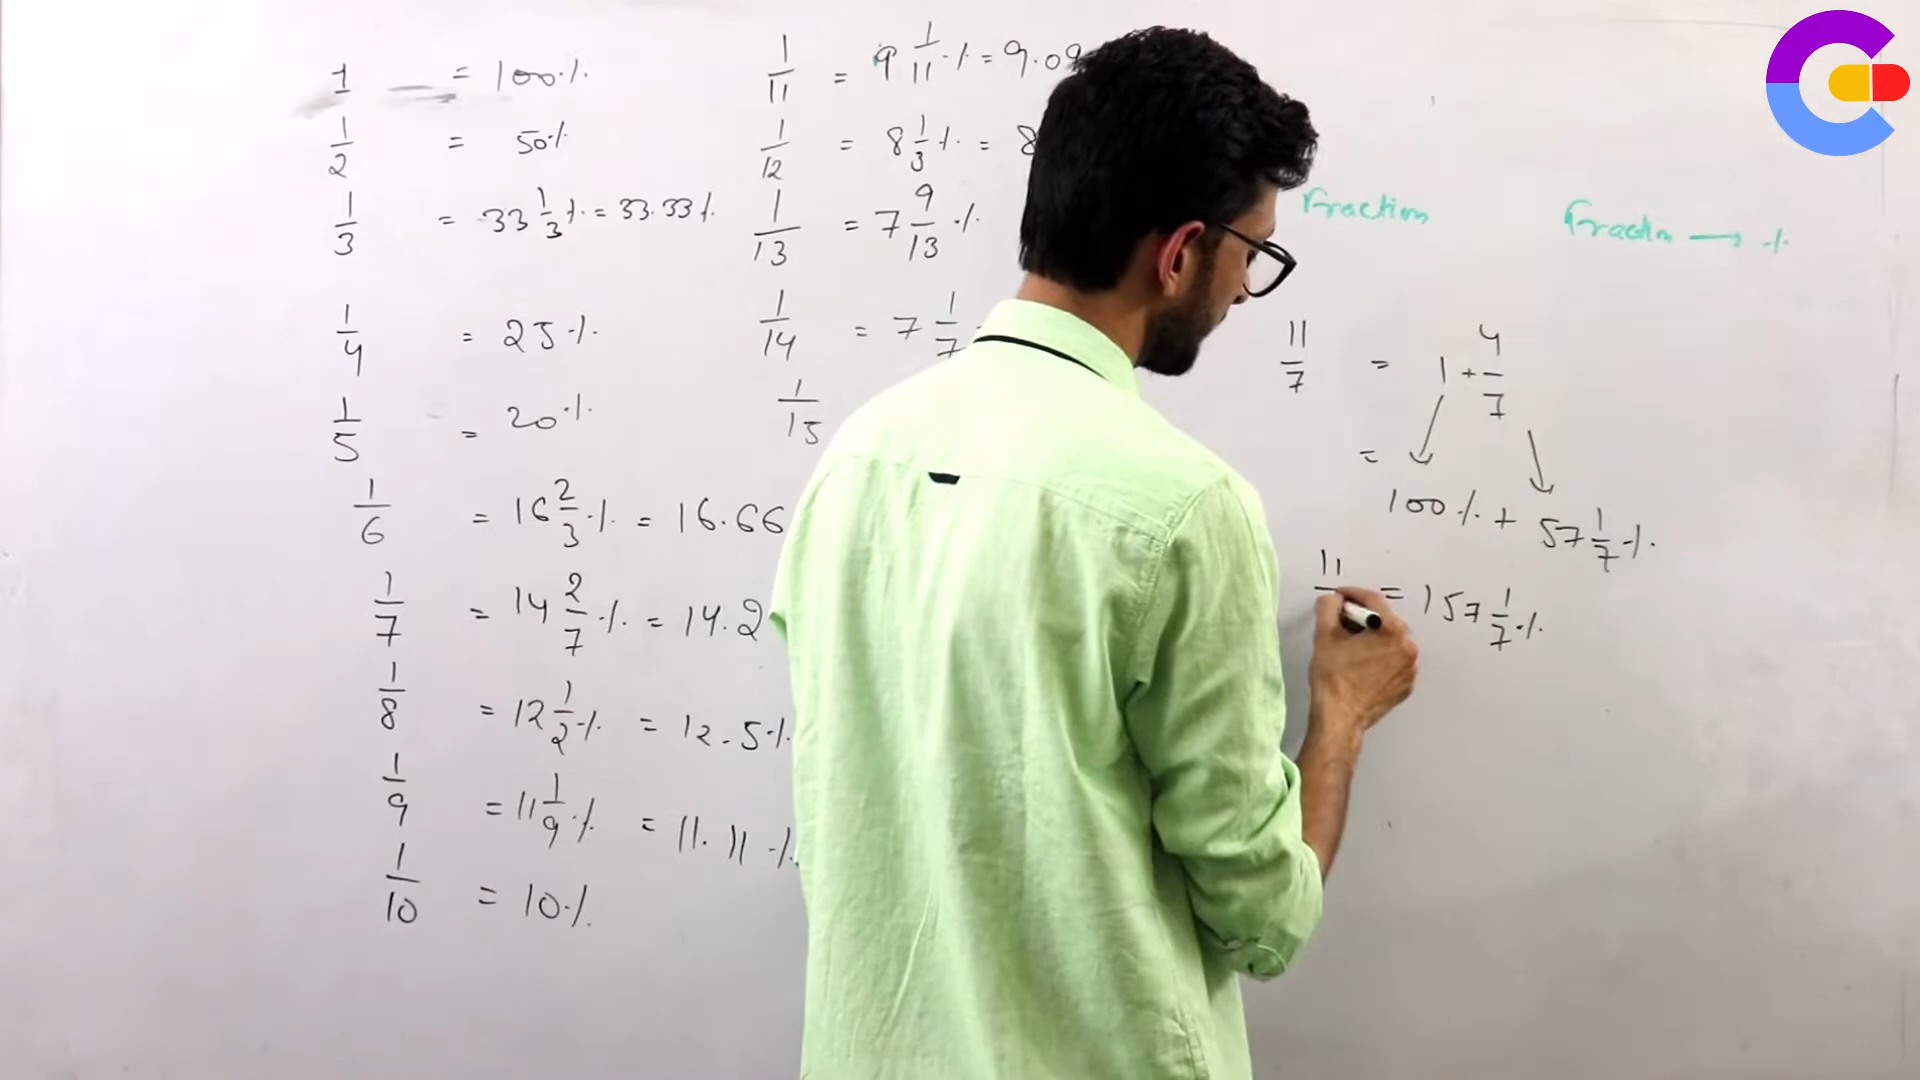 1 = 100%
1/2 = 50%
1/3 = 33 1/3 % = 33.33%
1/4 = 25%
1/5 = 20%
1/6 = 16 2/3 % = 16.66
1/7 = 14 2/7 % = 14.2
1/8 = 12 1/2 % = 12.5%
1/9 = 11 1/9 % = 11.11%
1/10 = 10%
1/11 = 9 1/11 % = 9.09
1/12 = 8 1/3 % = 8
1/13 = 7 9/13 %
1/14 = 7 1/7
1/15
Fraction
Fraction → %
11/7 = 1 + 4/7
= 100% + 57 1/7 %
11 = 157 1/7 %